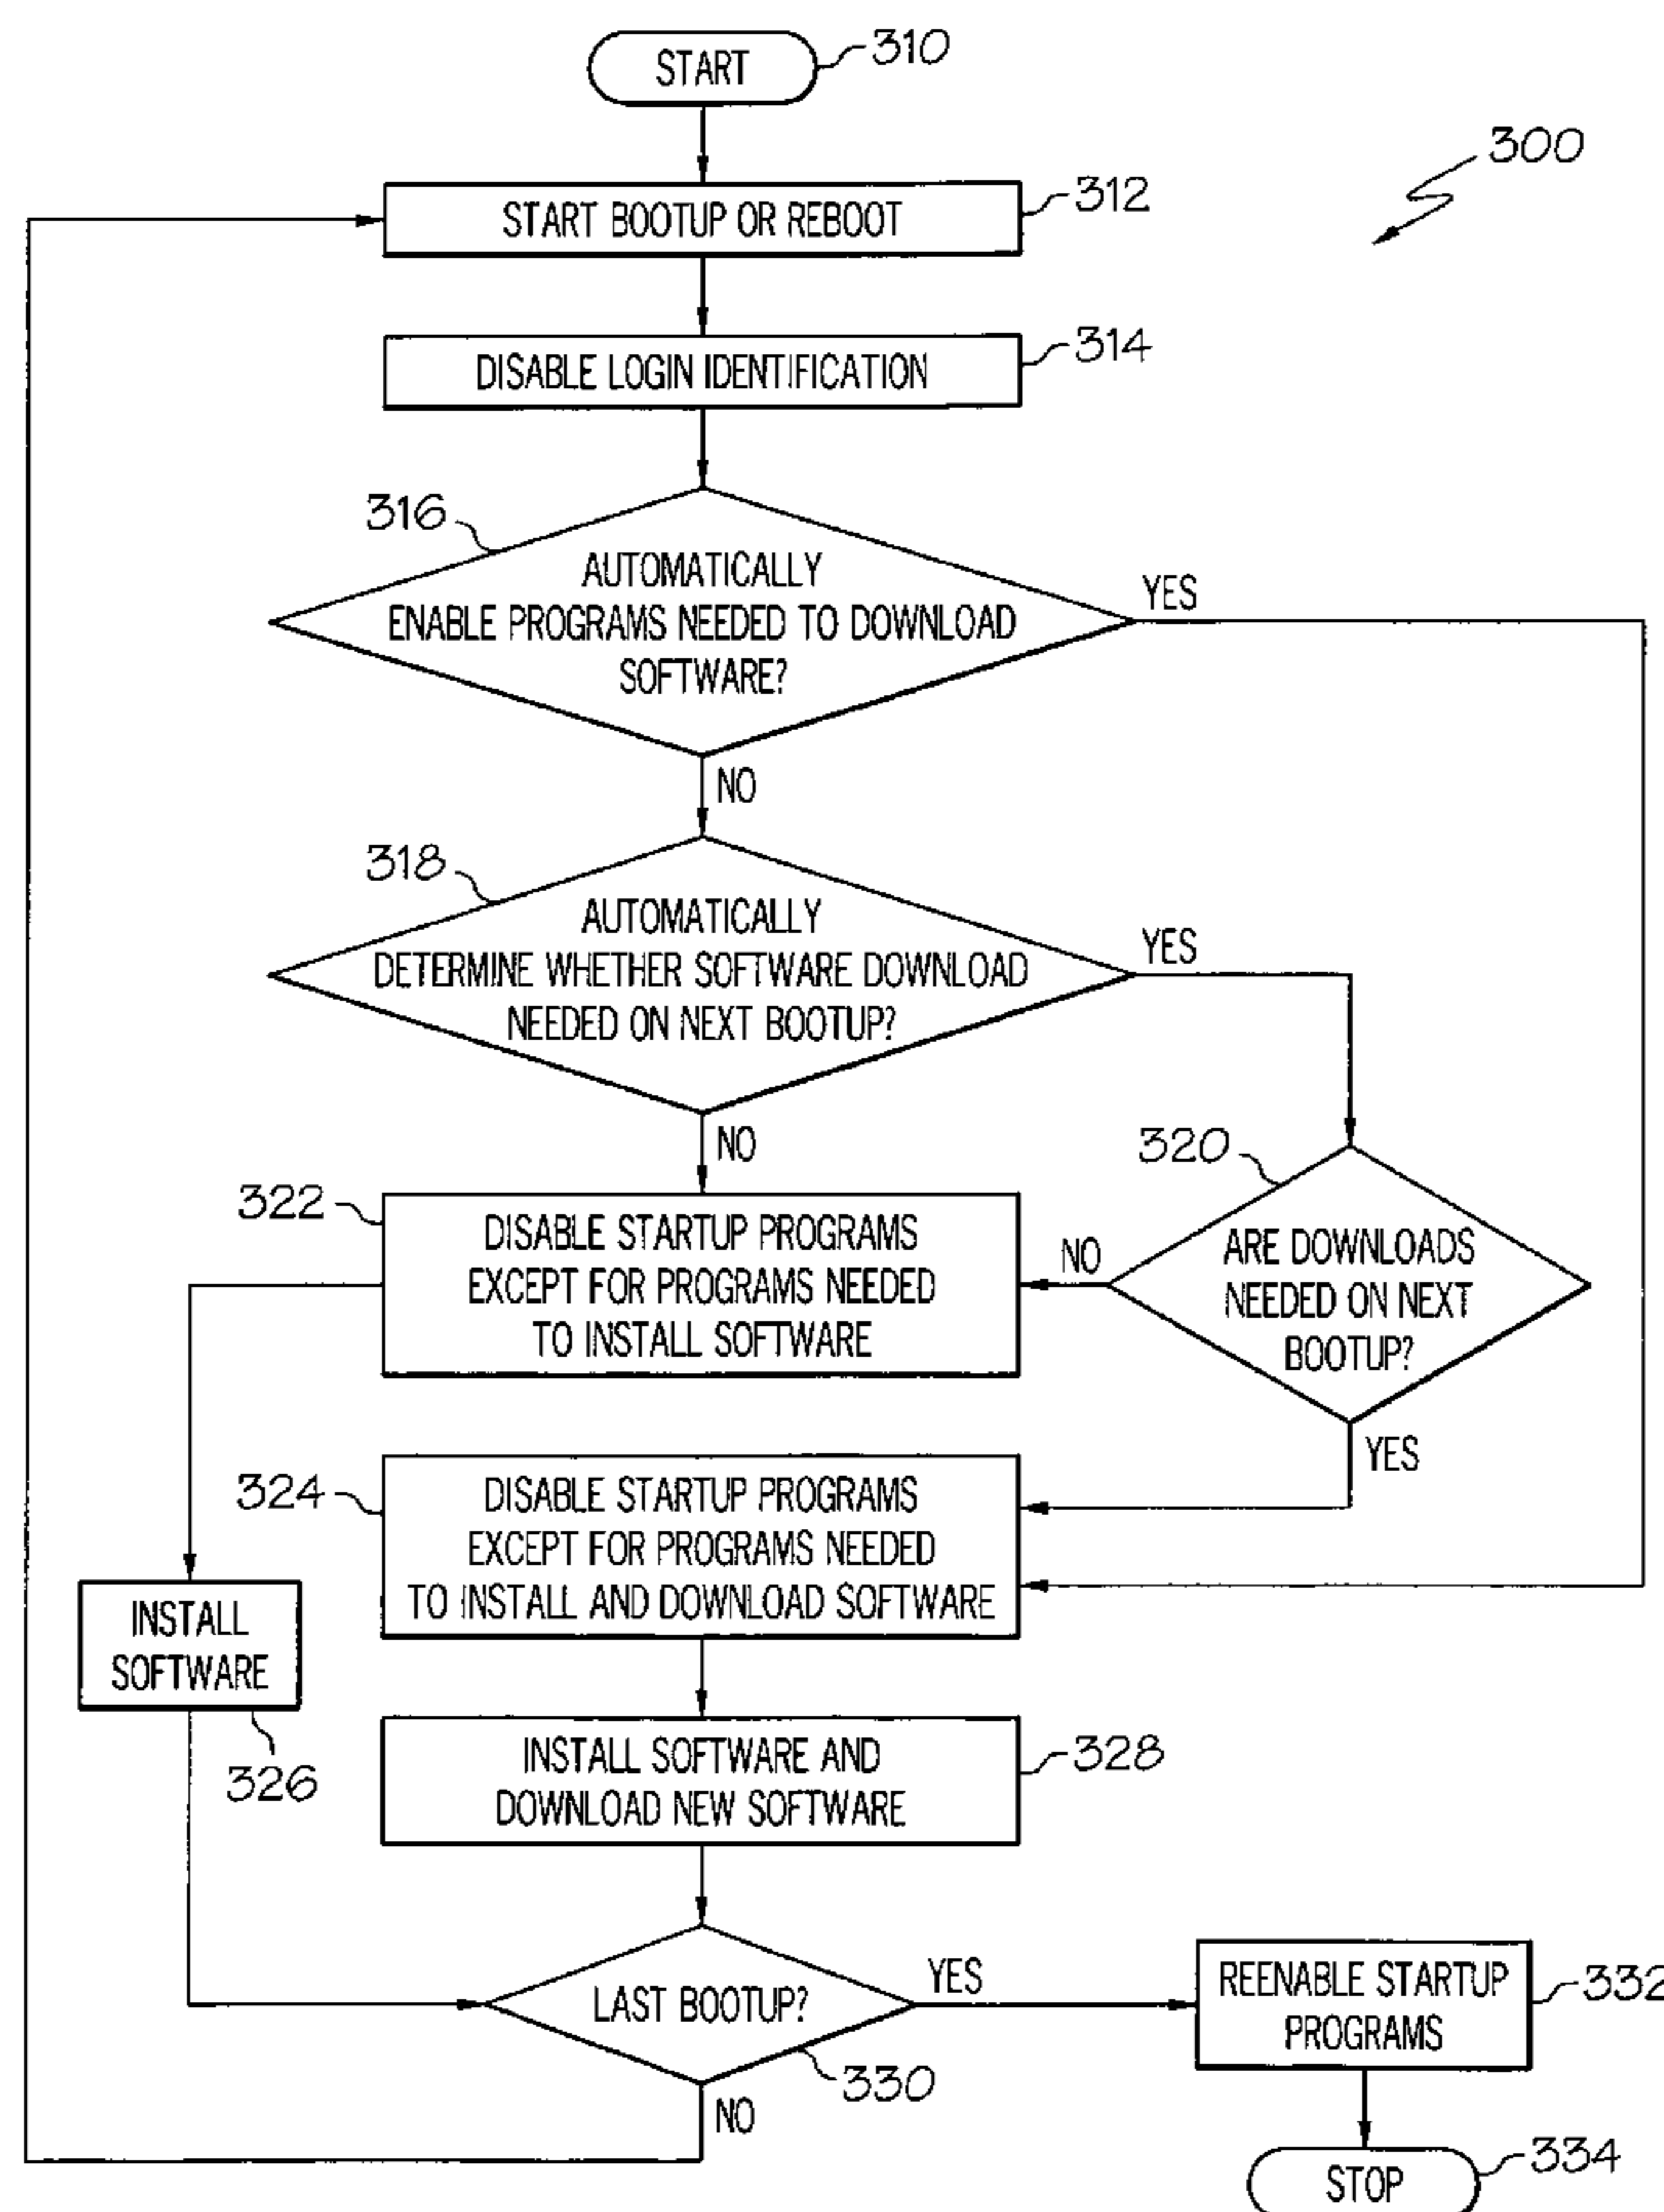 START
310
300
START BOOTUP OR REBOOT
312
DISABLE LOGIN IDENTIFICATION
314
316
AUTOMATICALLY
ENABLE PROGRAMS NEEDED TO DOWNLOAD
SOFTWARE?
YES
NO
318
AUTOMATICALLY
DETERMINE WHETHER SOFTWARE DOWNLOAD
NEEDED ON NEXT BOOTUP?
YES
NO
320
ARE DOWNLOADS
NEEDED ON NEXT
BOOTUP?
NO
YES
322
DISABLE STARTUP PROGRAMS
EXCEPT FOR PROGRAMS NEEDED
TO INSTALL SOFTWARE
324
DISABLE STARTUP PROGRAMS
EXCEPT FOR PROGRAMS NEEDED
TO INSTALL AND DOWNLOAD SOFTWARE
INSTALL
SOFTWARE
326
INSTALL SOFTWARE AND
DOWNLOAD NEW SOFTWARE
328
LAST BOOTUP?
330
YES
NO
REENABLE STARTUP
PROGRAMS
332
STOP
334